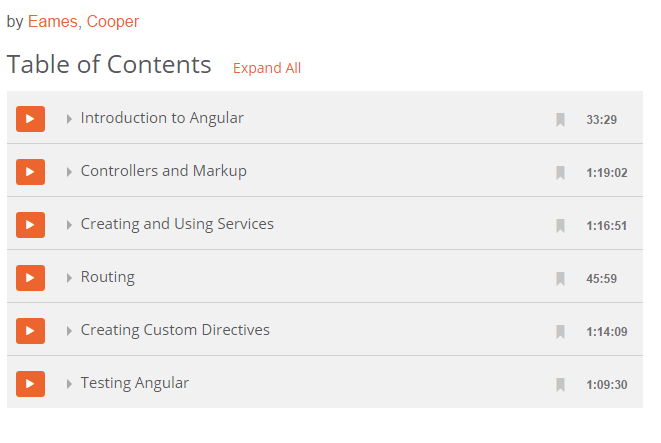 by Eames, Cooper
Table of Contents Expand All
Introduction to Angular 33:29
Controllers and Markup 1:19:02
Creating and Using Services 1:16:51
Routing 45:59
Creating Custom Directives 1:14:09
Testing Angular 1:09:30